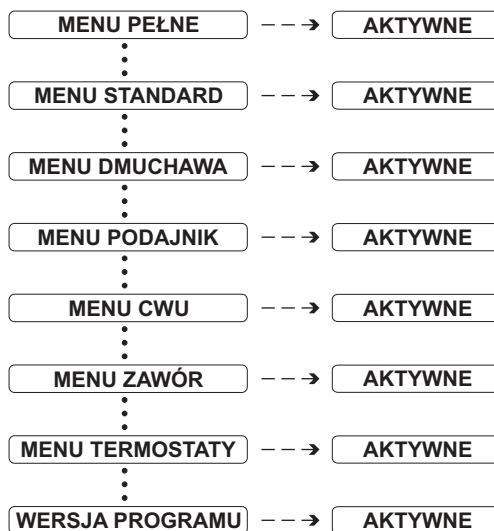 MENU PEŁNE AKTYWNE
MENU STANDARD AKTYWNE
MENU DMUCHAWA AKTYWNE
MENU PODAJNIK AKTYWNE
MENU CWU AKTYWNE
MENU ZAWÓR AKTYWNE
MENU TERMOSTATY AKTYWNE
WERSJA PROGRAMU AKTYWNE